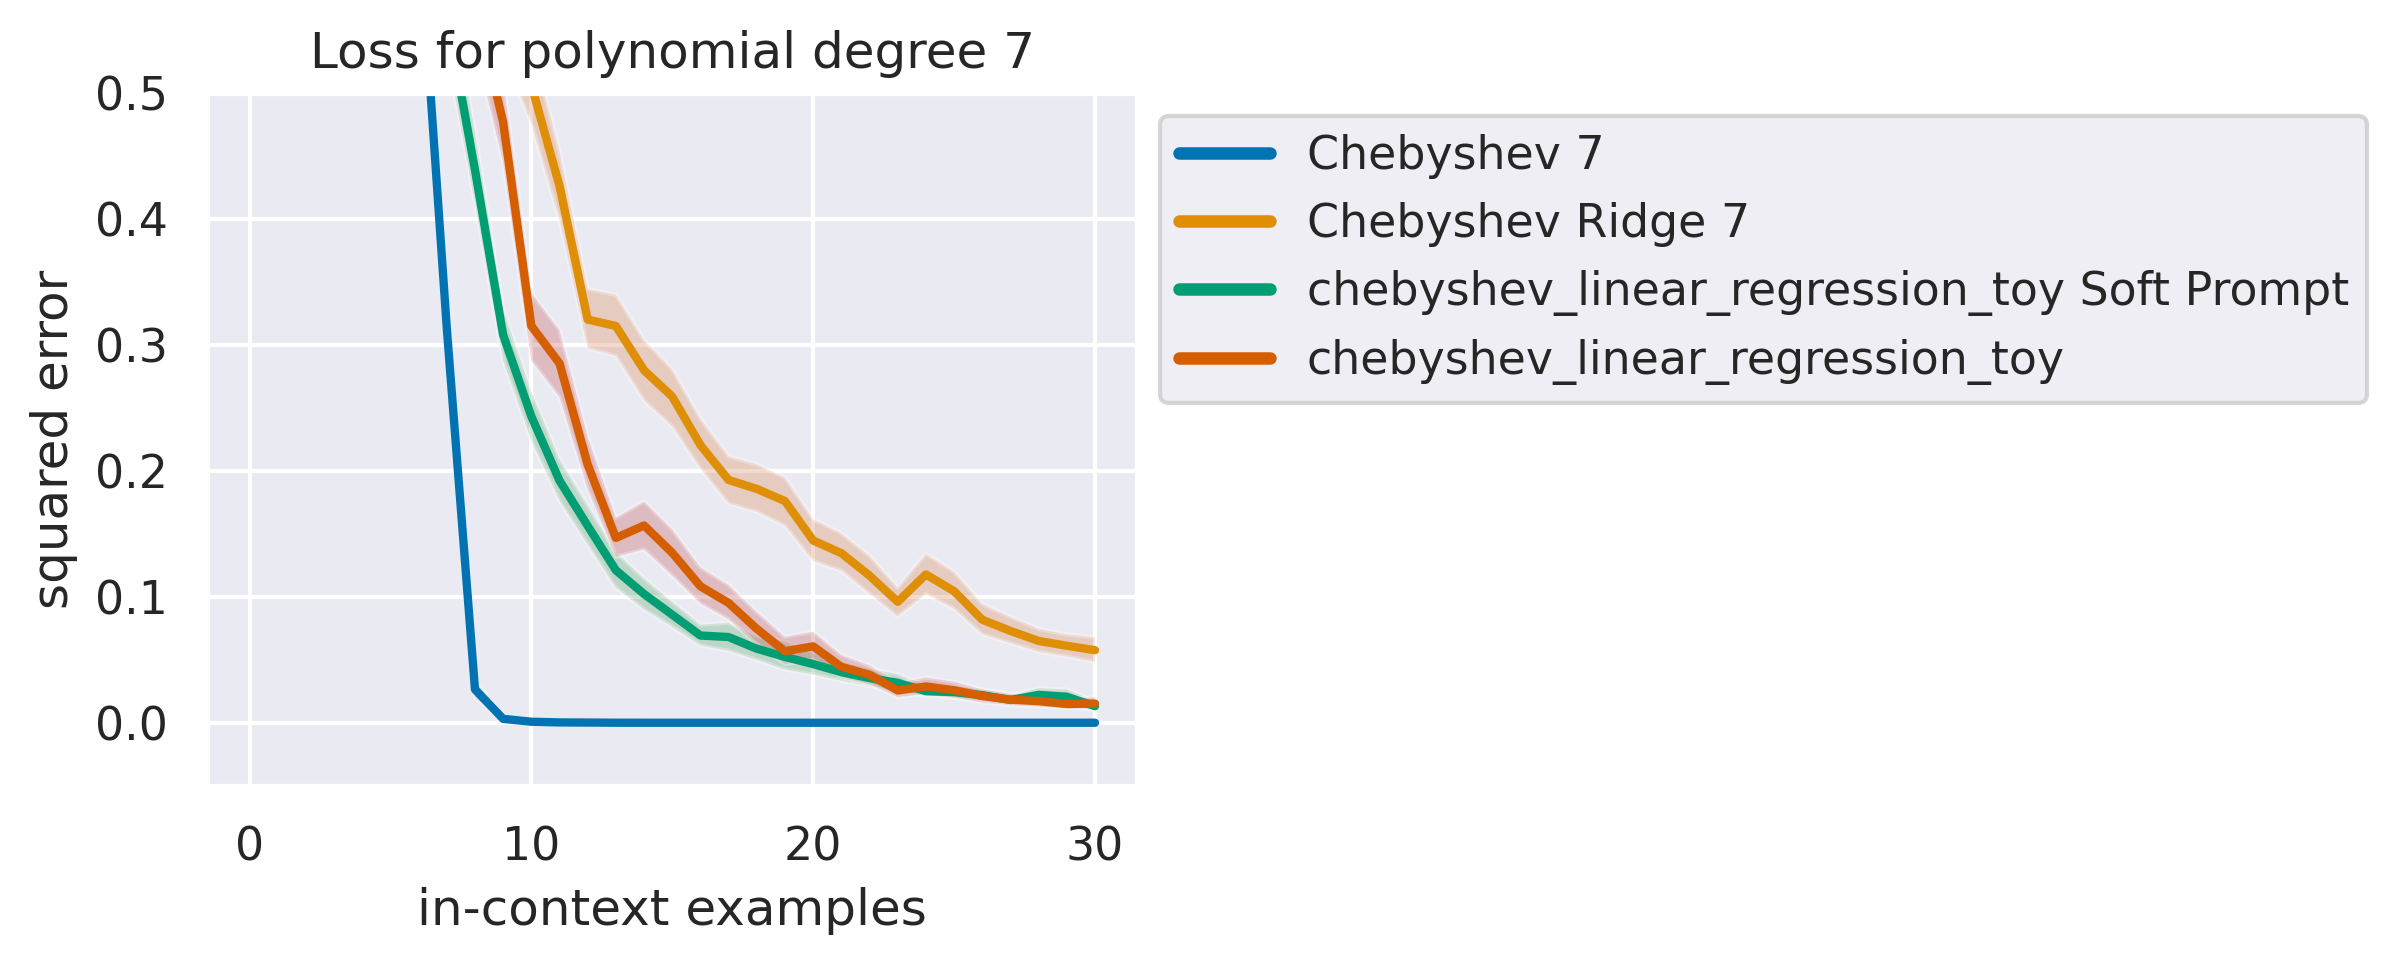 Loss for polynomial degree 7
0.5
0.4
0.3
0.2
0.1
0.0
squared error
0
10
20
30
in-context examples
Chebyshev 7
Chebyshev Ridge 7
chebyshev_linear_regression_toy Soft Prompt
chebyshev_linear_regression_toy